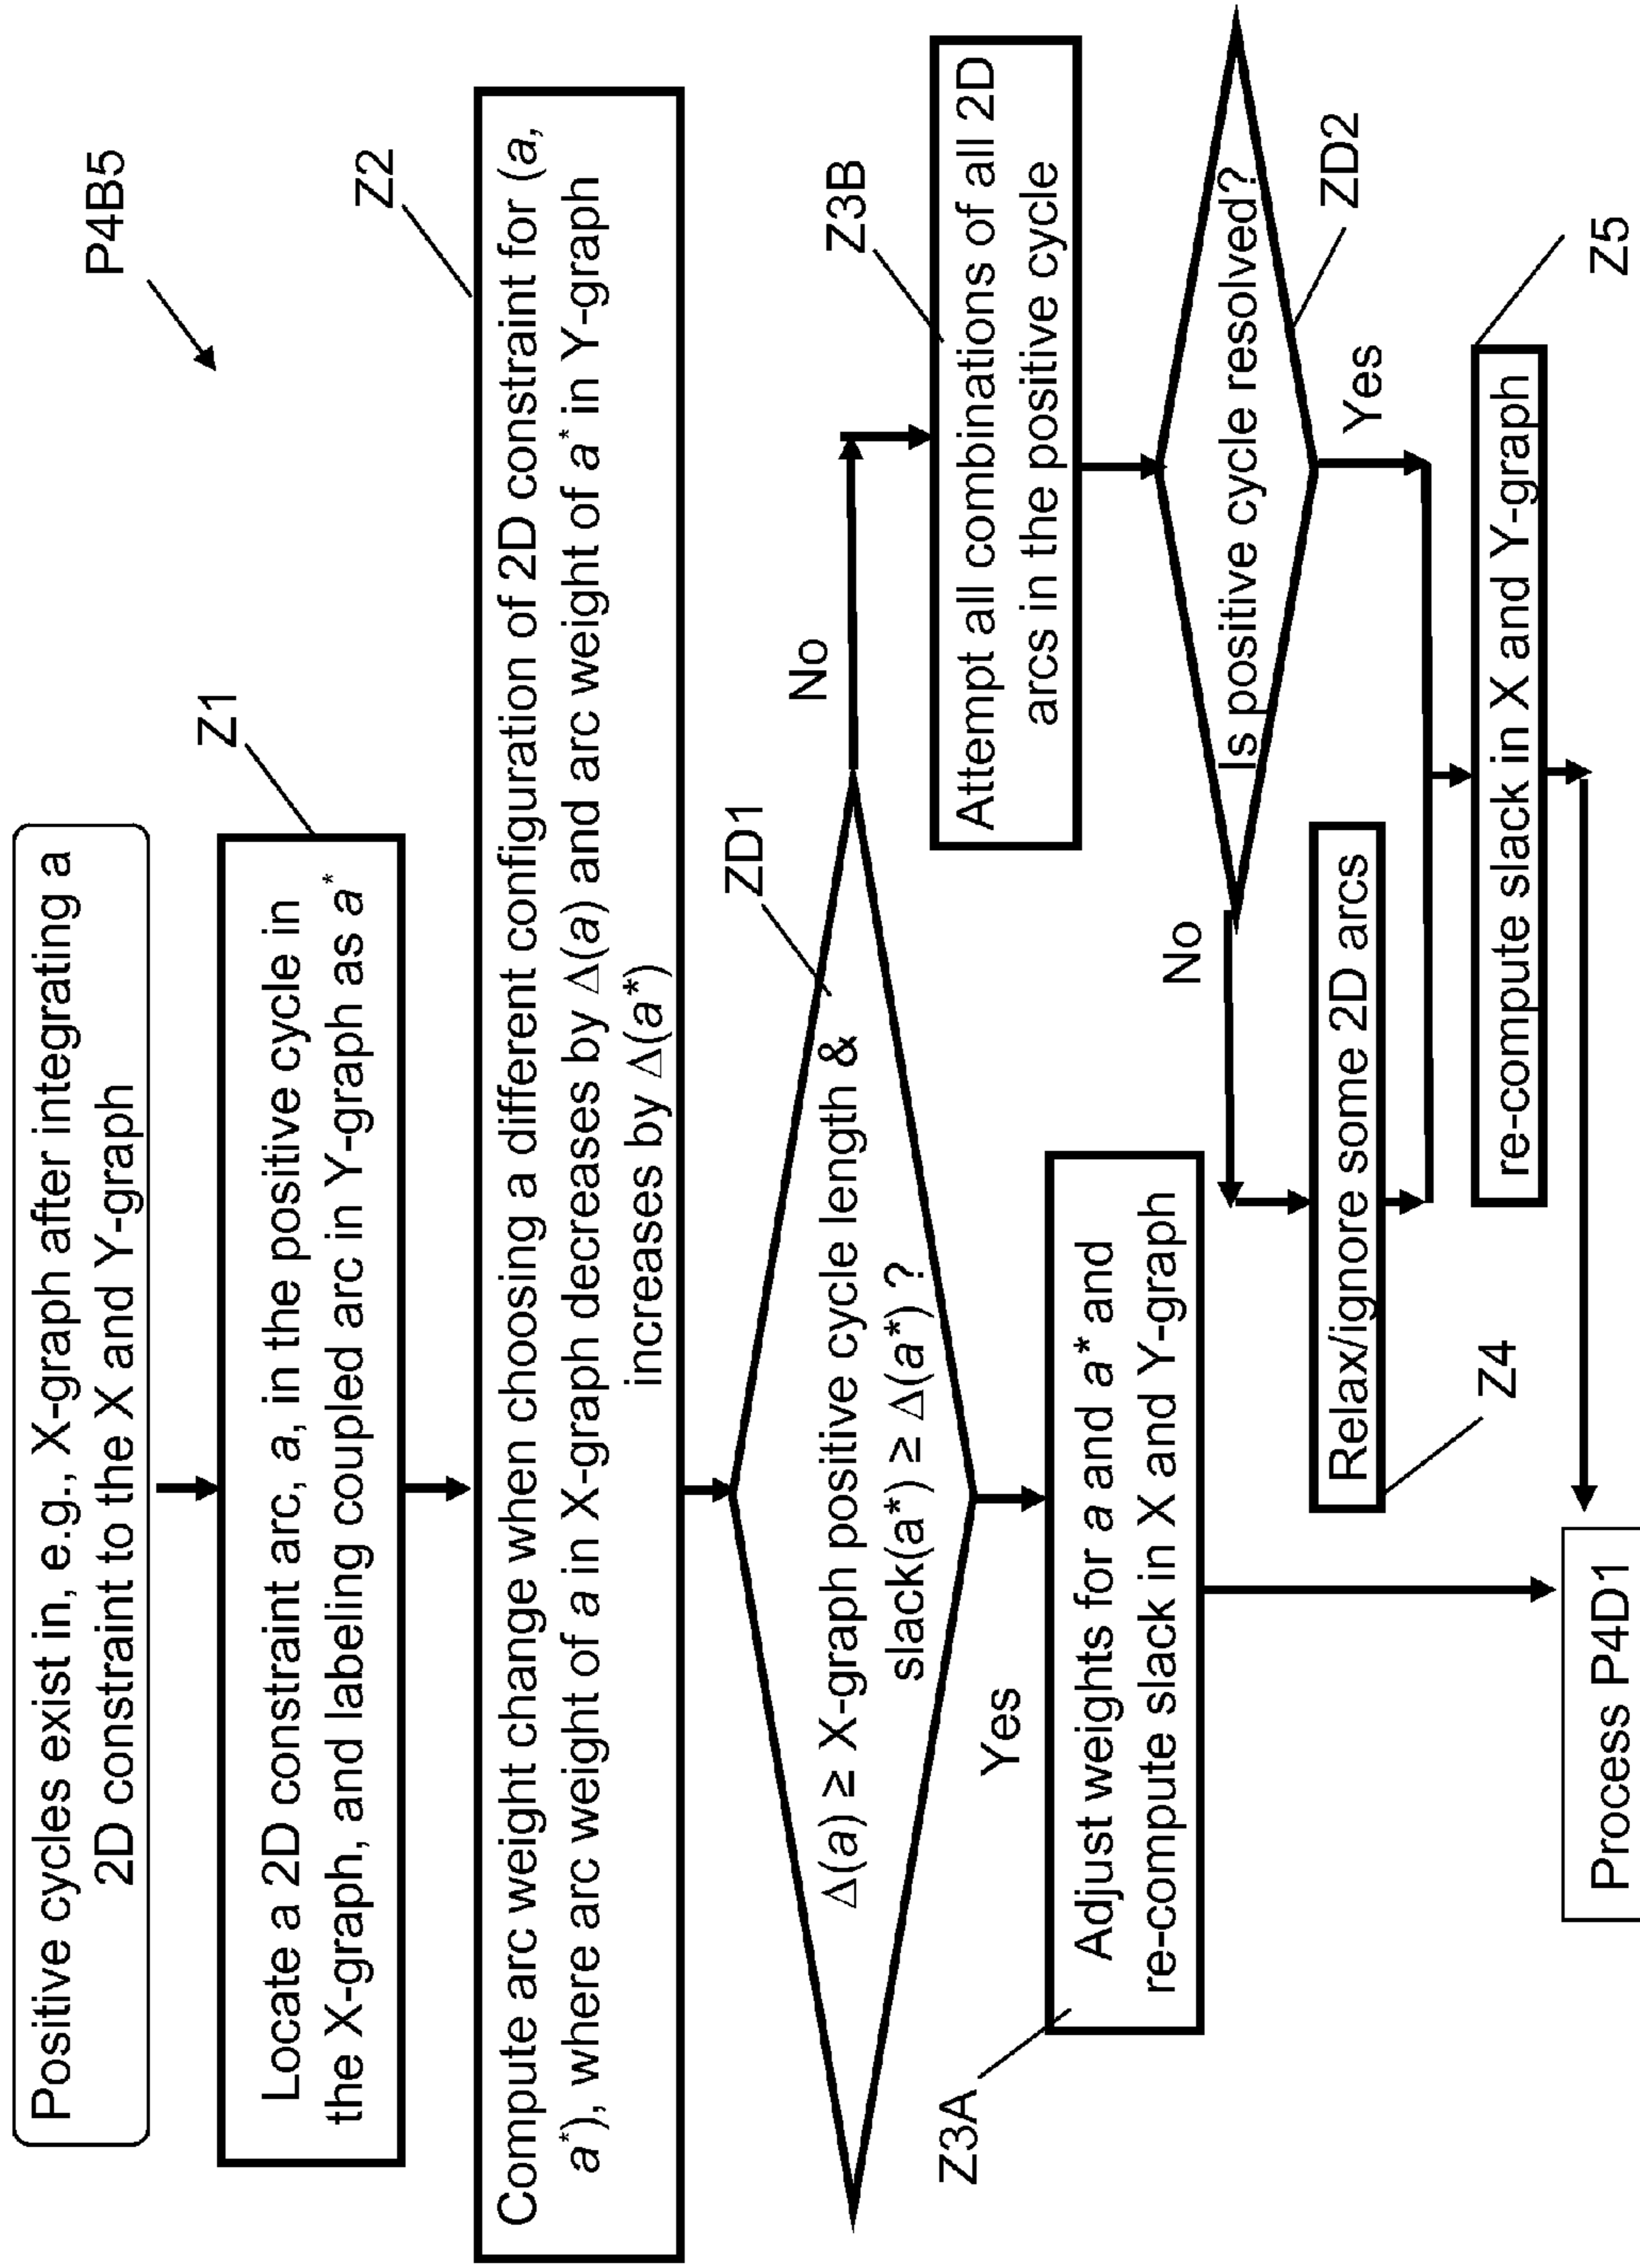 P4B5
Positive cycles exist in, e.g., X-graph after integrating a
2D constraint to the X and Y-graph
Z1
Locate a 2D constraint arc, a, in the positive cycle in
the X-graph, and labeling coupled arc in Y-graph as a*
Z2
Compute arc weight change when choosing a different configuration of 2D constraint for (a,
a*), where arc weight of a in X-graph decreases by Δ(a) and arc weight of a* in Y-graph
increases by Δ(a*)
ZD1
Δ(a) ≥ X-graph positive cycle length &
slack(a*) ≥ Δ(a*) ?
No
Yes
Z3B
Attempt all combinations of all 2D
arcs in the positive cycle
Z3A
Adjust weights for a and a* and
re-compute slack in X and Y-graph
Is positive cycle resolved?
ZD2
No
Yes
Relax/ignore some 2D arcs
Z4
re-compute slack in X and Y-graph
Z5
Process P4D1